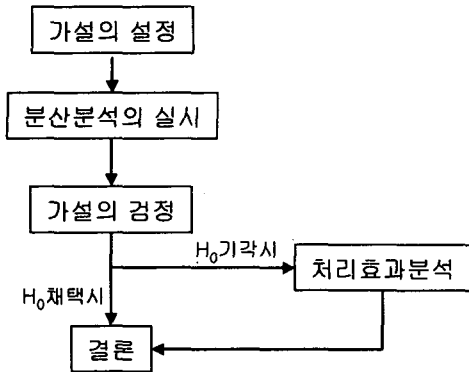 가설의 설정
분산분석의 실시
가설의 검정
H₀기각시
처리효과분석
H₀채택시
결론